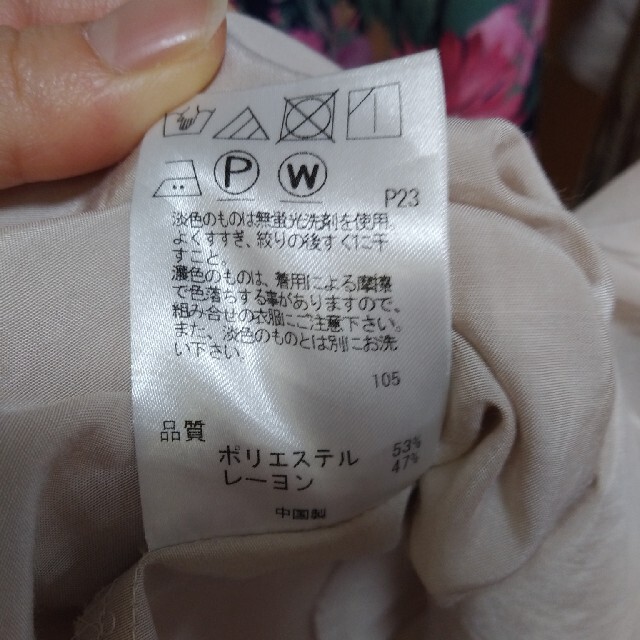 P W
P23
淡色のものは無蛍光洗剤を使用。
よくすすぎ、絞りの後すぐに干
すこと。
濃色のものは、着用による摩擦
で色落ちする事がありますので、
組み合せの衣服にご注意下さい。
また、淡色のものとは別にお洗
い下さい。
105
品質
ポリエステル 53%
レーヨン 47%
中国製